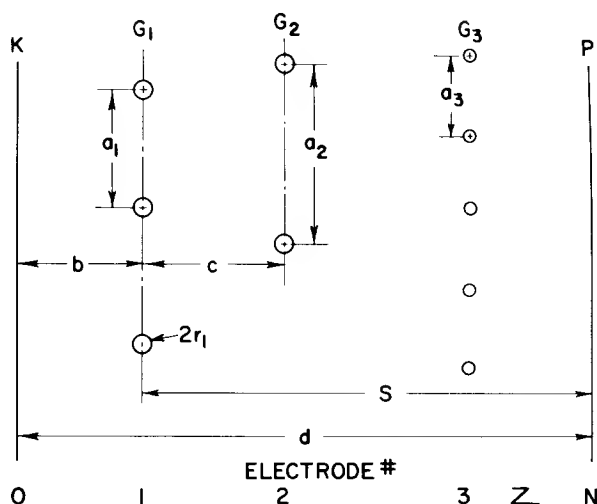 K G1 G2 G3 P
a1 a2 a3
b c
2r1
S
d
ELECTRODE #
0 1 2 3 Z N